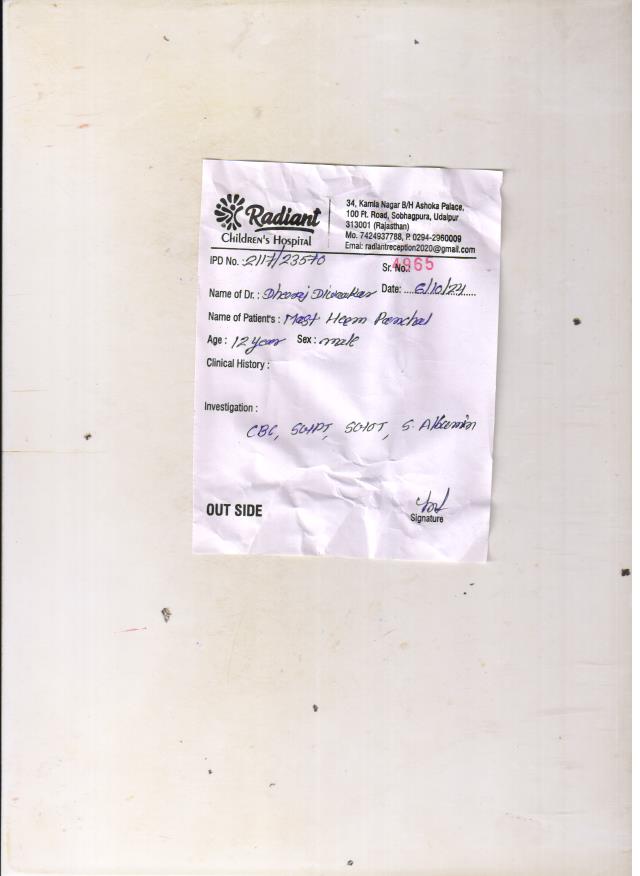 Radiant
CHILDREN'S HOSPITAL
34, Kamla Nagar B/H Ashoka Palace,
100 Ft. Road, Sobhagpura, Udaipur
313001 (Rajasthan)
Mo. 7424937788, P. 0294-2960009
Emai: radiantreception2020@gmail.com
IPD No. : 2117/23570 Sr. No.: 4965
Name of Dr. : Dheeraj Diwakar Date: 6/10/24
Name of Patient's : Mast Heem Panchal
Age : 12 year Sex : male
Clinical History :
Investigation :
CBC, SGPT, SGOT, S. Albumin
OUT SIDE
Signature